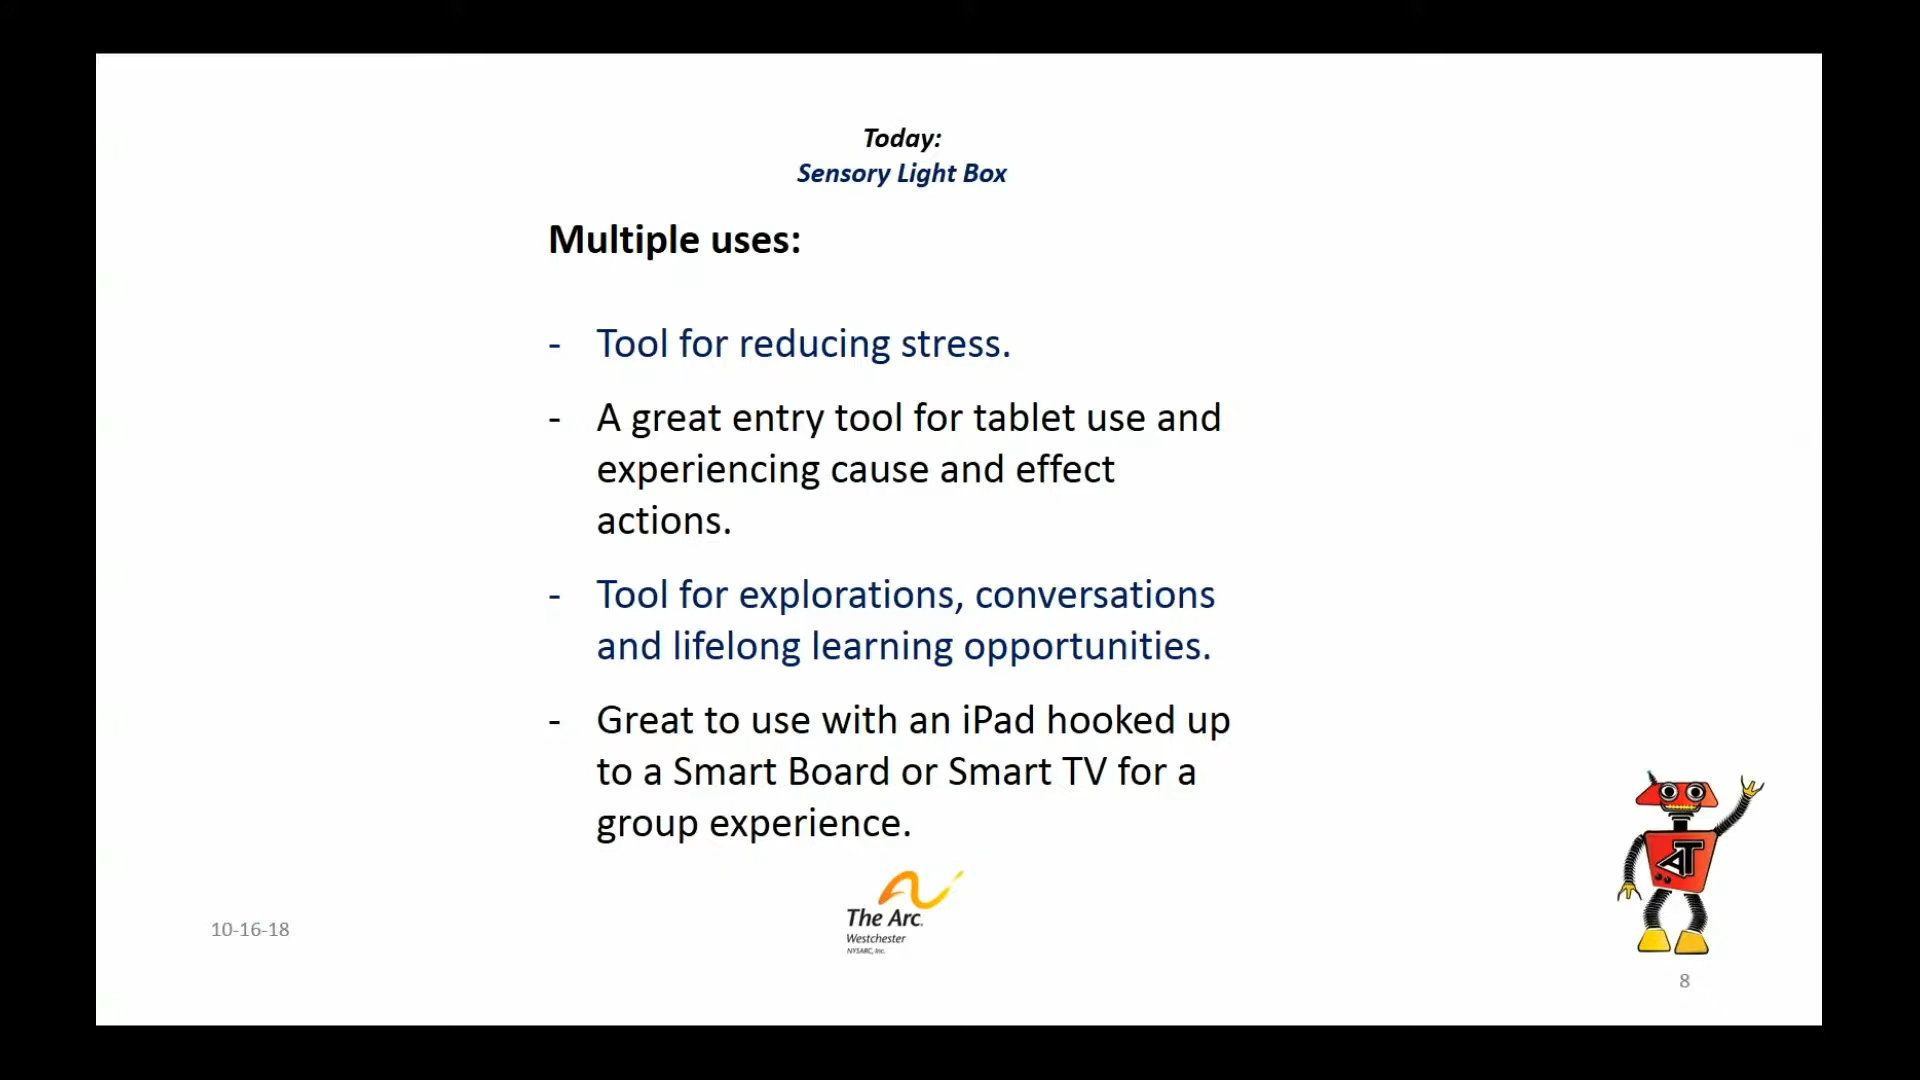 Today:
Sensory Light Box
Multiple uses:
- Tool for reducing stress.
- A great entry tool for tablet use and
experiencing cause and effect
actions.
- Tool for explorations, conversations
and lifelong learning opportunities.
- Great to use with an iPad hooked up
to a Smart Board or Smart TV for a
group experience.
The Arc.
Westchester
NYSARC, Inc.
10-16-18
AT
8